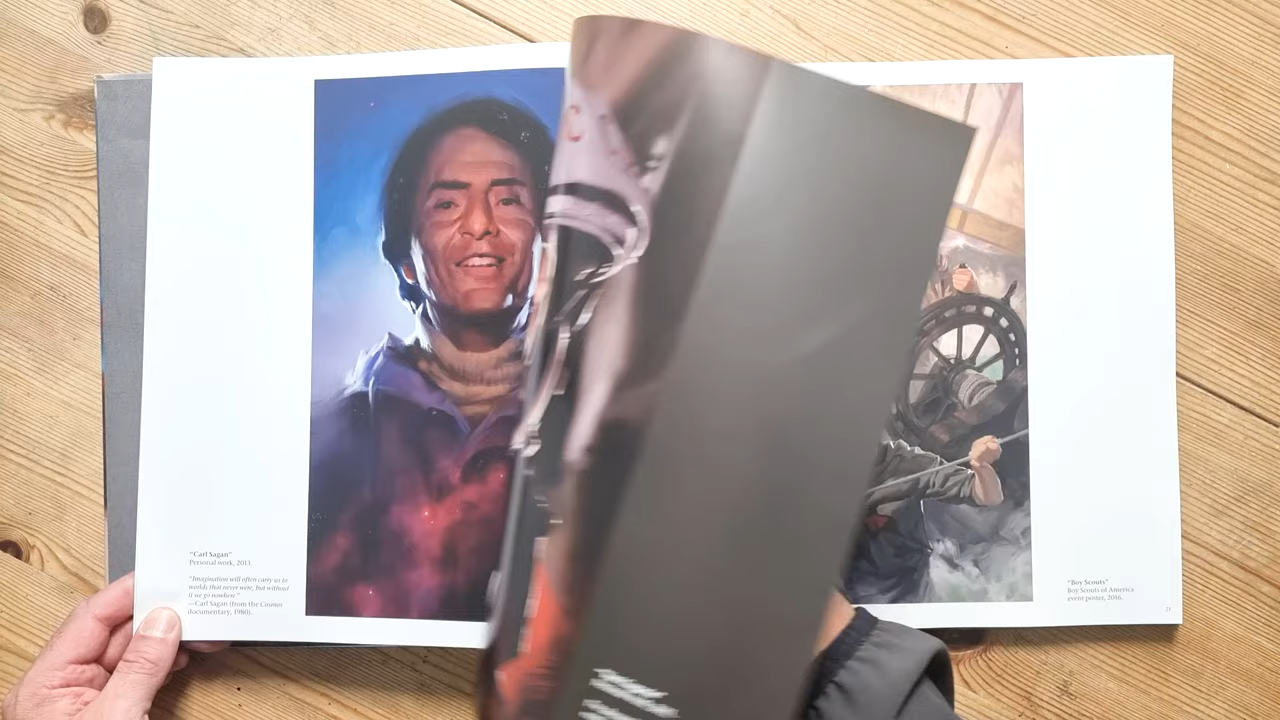 "Carl Sagan"
Personal work, 2013.
"Imagination will often carry us to
worlds that never were, but without
it we go nowhere."
—Carl Sagan (from the Cosmos
documentary, 1980).
"Boy Scouts"
Boy Scouts of America
event poster, 2016.